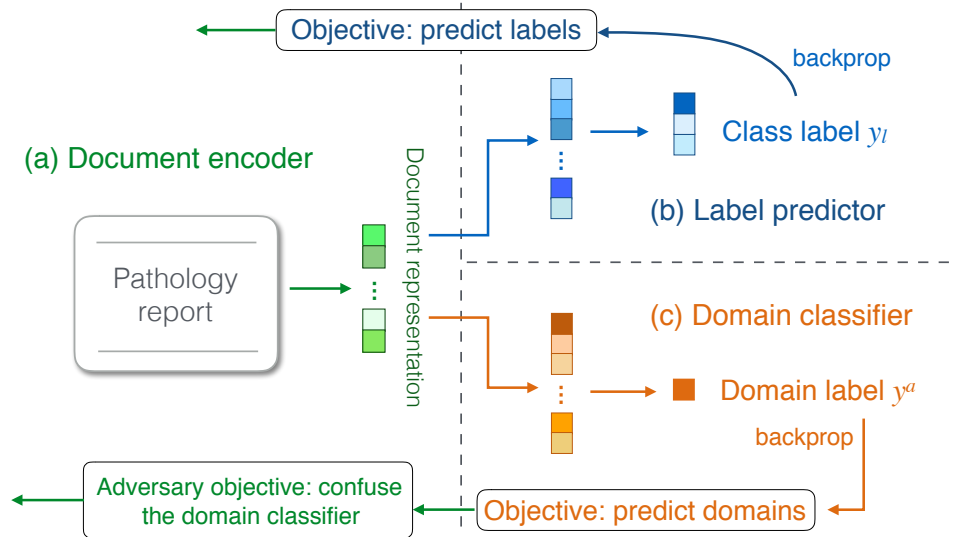 Objective: predict labels
backprop
(a) Document encoder
Document representation
Class label y_l
(b) Label predictor
Pathology
report
(c) Domain classifier
Domain label y^a
backprop
Adversary objective: confuse
the domain classifier
Objective: predict domains